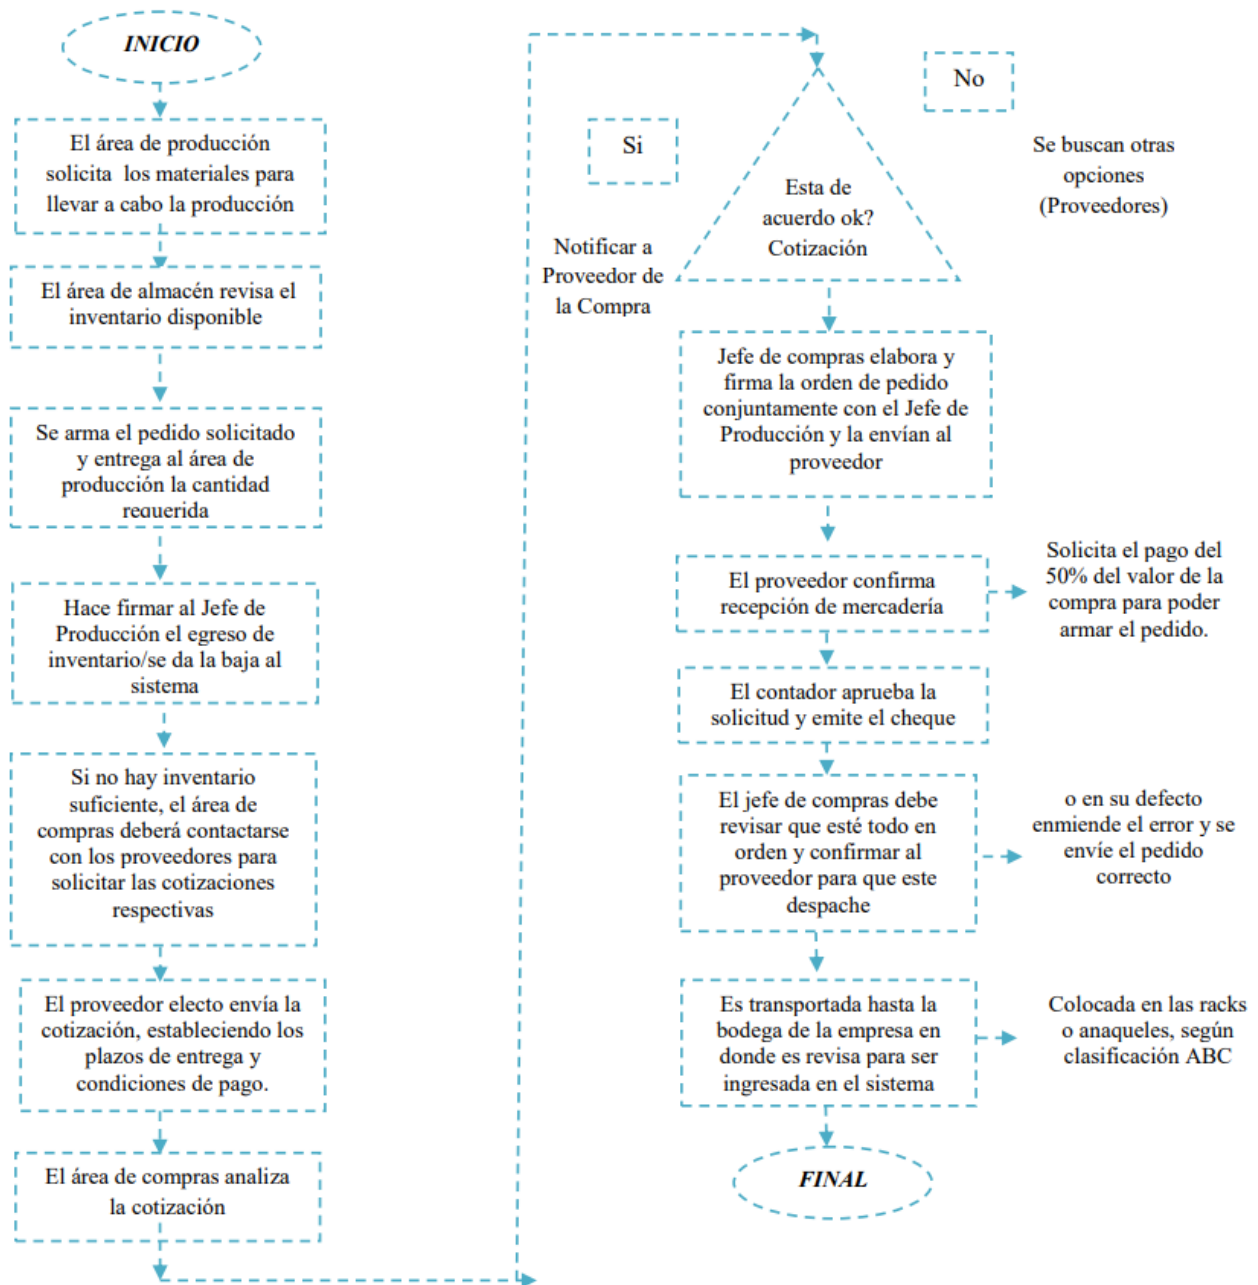 INICIO
El área de producción
solicita los materiales para
llevar a cabo la producción
El área de almacén revisa el
inventario disponible
Se arma el pedido solicitado
y entrega al área de
producción la cantidad
requerida
Hace firmar al Jefe de
Producción el egreso de
inventario/se da la baja al
sistema
Si no hay inventario
suficiente, el área de
compras deberá contactarse
con los proveedores para
solicitar las cotizaciones
respectivas
El proveedor electo envía la
cotización, estableciendo los
plazos de entrega y
condiciones de pago.
El área de compras analiza
la cotización
Esta de
acuerdo ok?
Cotización
Si
Notificar a
Proveedor de
la Compra
No
Se buscan otras
opciones
(Proveedores)
Jefe de compras elabora y
firma la orden de pedido
conjuntamente con el Jefe de
Producción y la envían al
proveedor
El proveedor confirma
recepción de mercadería
Solicita el pago del
50% del valor de la
compra para poder
armar el pedido.
El contador aprueba la
solicitud y emite el cheque
El jefe de compras debe
revisar que esté todo en
orden y confirmar al
proveedor para que este
despache
o en su defecto
enmiende el error y se
envíe el pedido
correcto
Es transportada hasta la
bodega de la empresa en
donde es revisa para ser
ingresada en el sistema
Colocada en las racks
o anaqueles, según
clasificación ABC
FINAL